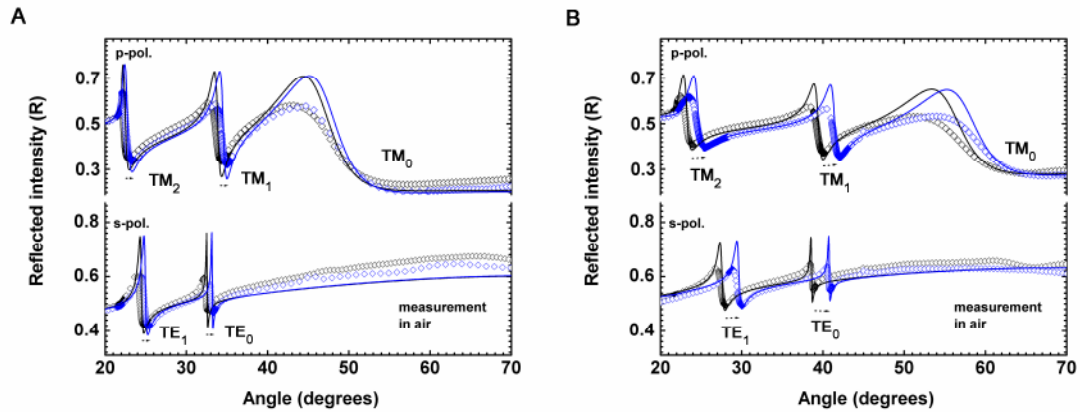 A
p-pol.
0.7
0.5
0.3
TM2
TM1
TM0
Reflected intensity (R)
s-pol.
0.8
0.6
0.4
TE1
TE0
measurement
in air
20 30 40 50 60 70
Angle (degrees)
B
p-pol.
0.7
0.5
0.3
TM2
TM1
TM0
Reflected intensity (R)
s-pol.
0.8
0.6
0.4
TE1
TE0
measurement
in air
20 30 40 50 60 70
Angle (degrees)